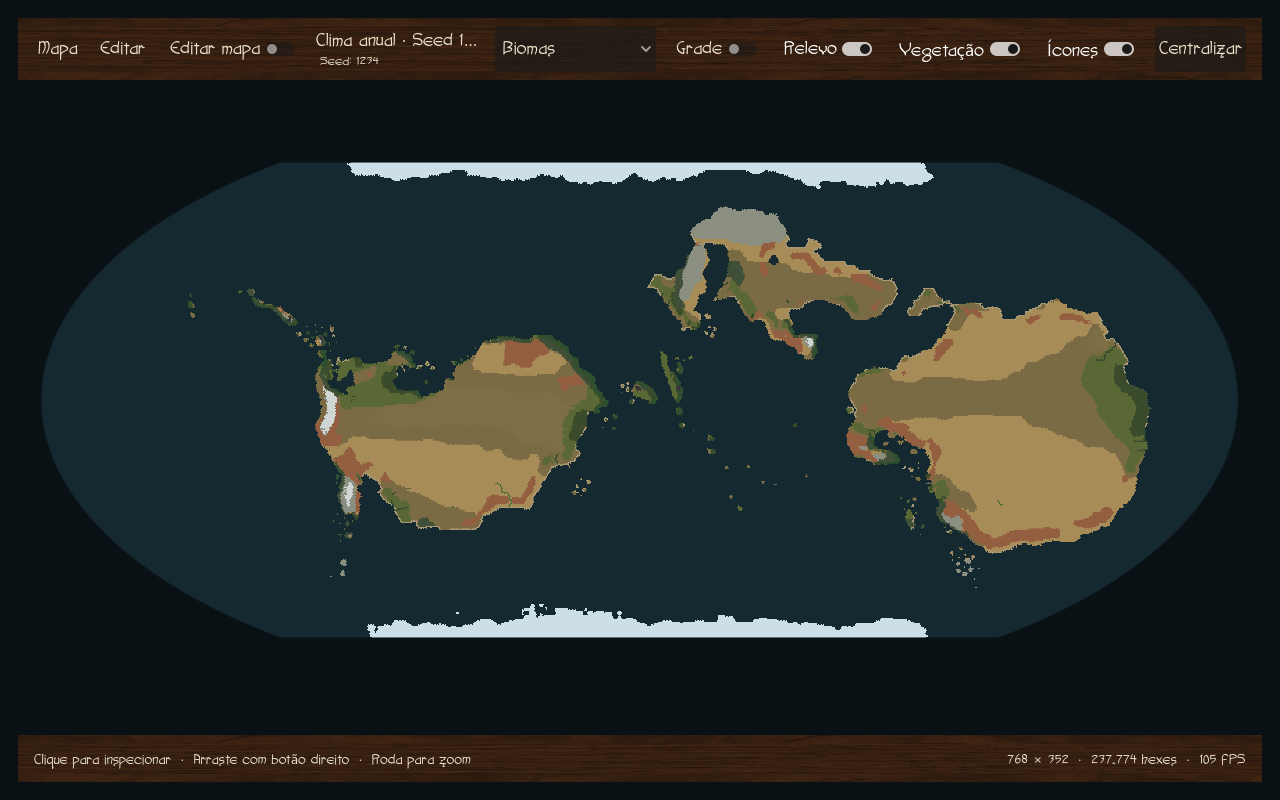 Mapa
Editar
Editar mapa
Clima anual · Seed 1...
Seed: 1234
Biomas
Grade
Relevo
Vegetação
Ícones
Centralizar
Clique para inspecionar · Arraste com botão direito · Roda para zoom
768 × 352 · 237.774 hexes · 105 FPS